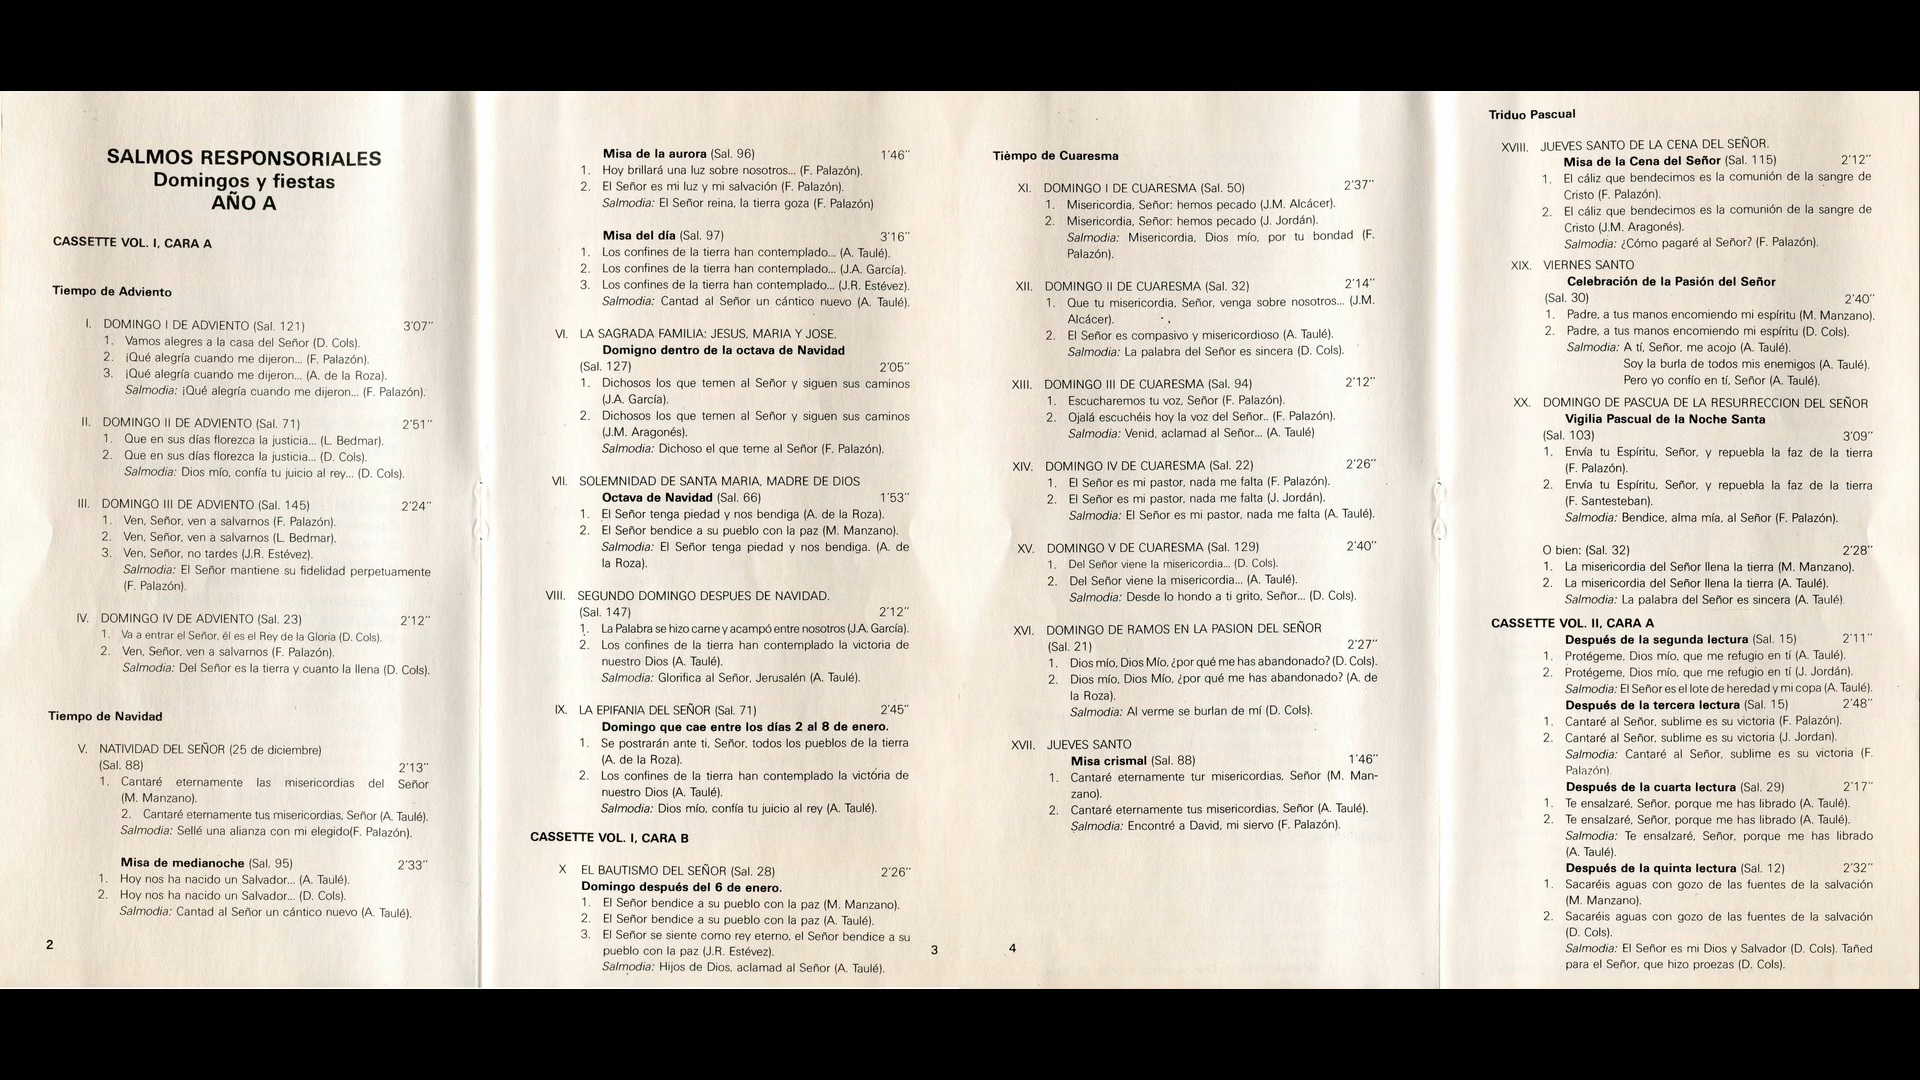 SALMOS RESPONSORIALES
Domingos y fiestas
AÑO A
CASSETTE VOL. I, CARA A
Tiempo de Adviento
I. DOMINGO I DE ADVIENTO (Sal. 121) 3'07''
1. Vamos alegres a la casa del Señor (D. Cols).
2. ¡Qué alegría cuando me dijeron... (F. Palazón).
3. ¡Qué alegría cuando me dijeron... (A. de la Roza).
Salmodia: ¡Qué alegría cuando me dijeron... (F. Palazón).
II. DOMINGO II DE ADVIENTO (Sal. 71) 2'51''
1. Que en sus días florezca la justicia... (L. Bedmar).
2. Que en sus días florezca la justicia... (D. Cols).
Salmodia: Dios mío, confía tu juicio al rey... (D. Cols).
III. DOMINGO III DE ADVIENTO (Sal. 145) 2'24''
1. Ven, Señor, ven a salvarnos (F. Palazón).
2. Ven, Señor, ven a salvarnos (L. Bedmar).
3. Ven, Señor, no tardes (J.R. Estévez).
Salmodia: El Señor mantiene su fidelidad perpetuamente
(F. Palazón).
IV. DOMINGO IV DE ADVIENTO (Sal. 23) 2'12''
1. Va a entrar el Señor, él es el Rey de la Gloria (D. Cols).
2. Ven, Señor, ven a salvarnos (F. Palazón).
Salmodia: Del Señor es la tierra y cuanto la llena (D. Cols).
Tiempo de Navidad
V. NATIVIDAD DEL SEÑOR (25 de diciembre)
(Sal. 88) 2'13''
1. Cantaré eternamente las misericordias del Señor
(M. Manzano).
2. Cantaré eternamente tus misericordias, Señor (A. Taulé).
Salmodia: Sellé una alianza con mi elegido(F. Palazón).
Misa de medianoche (Sal. 95) 2'33''
1. Hoy nos ha nacido un Salvador... (A. Taulé).
2. Hoy nos ha nacido un Salvador... (D. Cols).
Salmodia: Cantad al Señor un cántico nuevo (A. Taulé).
2
Misa de la aurora (Sal. 96) 1'46''
1. Hoy brillará una luz sobre nosotros... (F. Palazón).
2. El Señor es mi luz y mi salvación (F. Palazón).
Salmodia: El Señor reina, la tierra goza (F. Palazón)
Misa del día (Sal. 97) 3'16''
1. Los confines de la tierra han contemplado... (A. Taulé).
2. Los confines de la tierra han contemplado... (J.A. García).
3. Los confines de la tierra han contemplado... (J.R. Estévez).
Salmodia: Cantad al Señor un cántico nuevo (A. Taulé).
VI. LA SAGRADA FAMILIA: JESUS, MARIA Y JOSE.
Domigno dentro de la octava de Navidad
(Sal. 127) 2'05''
1. Dichosos los que temen al Señor y siguen sus caminos
(J.A. García).
2. Dichosos los que temen al Señor y siguen sus caminos
(J.M. Aragonés).
Salmodia: Dichoso el que teme al Señor (F. Palazón).
VII. SOLEMNIDAD DE SANTA MARIA, MADRE DE DIOS
Octava de Navidad (Sal. 66) 1'53''
1. El Señor tenga piedad y nos bendiga (A. de la Roza).
2. El Señor bendice a su pueblo con la paz (M. Manzano).
Salmodia: El Señor tenga piedad y nos bendiga. (A. de
la Roza).
VIII. SEGUNDO DOMINGO DESPUES DE NAVIDAD.
(Sal. 147) 2'12''
1. La Palabra se hizo carne y acampó entre nosotros (J.A. García).
2. Los confines de la tierra han contemplado la victoria de
nuestro Dios (A. Taulé).
Salmodia: Glorifica al Señor, Jerusalén (A. Taulé).
IX. LA EPIFANIA DEL SEÑOR (Sal. 71) 2'45''
Domingo que cae entre los días 2 al 8 de enero.
1. Se postrarán ante ti, Señor, todos los pueblos de la tierra
(A. de la Roza).
2. Los confines de la tierra han contemplado la victória de
nuestro Dios (A. Taulé).
Salmodia: Dios mío, confía tu juicio al rey (A. Taulé).
CASSETTE VOL. I, CARA B
X EL BAUTISMO DEL SEÑOR (Sal. 28) 2'26''
Domingo después del 6 de enero.
1. El Señor bendice a su pueblo con la paz (M. Manzano).
2. El Señor bendice a su pueblo con la paz (A. Taulé).
3. El Señor se siente como rey eterno, el Señor bendice a su
pueblo con la paz (J.R. Estévez).
Salmodia: Hijos de Dios, aclamad al Señor (A. Taulé).
3
Tièmpo de Cuaresma
XI. DOMINGO I DE CUARESMA (Sal. 50) 2'37''
1. Misericordia, Señor: hemos pecado (J.M. Alcácer).
2. Misericordia, Señor: hemos pecado (J. Jordán).
Salmodia: Misericordia, Dios mío, por tu bondad (F.
Palazón).
XII. DOMINGO II DE CUARESMA (Sal. 32) 2'14''
1. Que tu misericordia, Señor, venga sobre nosotros... (J.M.
Alcácer).
2. El Señor es compasivo y misericordioso (A. Taulé).
Salmodia: La palabra del Señor es sincera (D. Cols).
XIII. DOMINGO III DE CUARESMA (Sal. 94) 2'12''
1. Escucharemos tu voz, Señor (F. Palazón).
2. Ojalá escuchéis hoy la voz del Señor.. (F. Palazón).
Salmodia: Venid, aclamad al Señor... (A. Taulé)
XIV. DOMINGO IV DE CUARESMA (Sal. 22) 2'26''
1. El Señor es mi pastor, nada me falta (F. Palazón).
2. El Señor es mi pastor, nada me falta (J. Jordán).
Salmodia: El Señor es mi pastor, nada me falta (A. Taulé).
XV. DOMINGO V DE CUARESMA (Sal. 129) 2'40''
1. Del Señor viene la misericordia... (D. Cols).
2. Del Señor viene la misericordia... (A. Taulé).
Salmodia: Desde lo hondo a ti grito, Señor... (D. Cols).
XVI. DOMINGO DE RAMOS EN LA PASION DEL SEÑOR
(Sal. 21) 2'27''
1. Dios mío, Dios Mío, ¿por qué me has abandonado? (D. Cols).
2. Dios mío, Dios Mío, ¿por qué me has abandonado? (A. de
la Roza).
Salmodia: Al verme se burlan de mí (D. Cols).
XVII. JUEVES SANTO
Misa crismal (Sal. 88) 1'46''
1. Cantaré eternamente tur misericordias, Señor (M. Man-
zano).
2. Cantaré eternamente tus misericordias, Señor (A. Taulé).
Salmodia: Encontré a David, mi siervo (F. Palazón).
4
Triduo Pascual
XVIII. JUEVES SANTO DE LA CENA DEL SEÑOR.
Misa de la Cena del Señor (Sal. 115) 2'12''
1. El cáliz que bendecimos es la comunión de la sangre de
Cristo (F. Palazón).
2. El cáliz que bendecimos es la comunión de la sangre de
Cristo (J.M. Aragonés).
Salmodia: ¿Cómo pagaré al Señor? (F. Palazón).
XIX. VIERNES SANTO
Celebración de la Pasión del Señor
(Sal. 30) 2'40''
1. Padre, a tus manos encomiendo mi espíritu (M. Manzano).
2. Padre, a tus manos encomiendo mi espíritu (D. Cols).
Salmodia: A tí, Señor, me acojo (A. Taulé).
Soy la burla de todos mis enemigos (A. Taulé).
Pero yo confío en tí, Señor (A. Taulé).
XX. DOMINGO DE PASCUA DE LA RESURRECCION DEL SEÑOR
Vigilia Pascual de la Noche Santa
(Sal. 103) 3'09''
1. Envía tu Espíritu, Señor, y repuebla la faz de la tierra
(F. Palazón).
2. Envía tu Espíritu, Señor, y repuebla la faz de la tierra
(F. Santesteban).
Salmodia: Bendice, alma mía, al Señor (F. Palazón).
O bien: (Sal. 32) 2'28''
1. La misericordia del Señor llena la tierra (M. Manzano).
2. La misericordia del Señor llena la tierra (A. Taulé).
Salmodia: La palabra del Señor es sincera (A. Taulé).
CASSETTE VOL. II, CARA A
Después de la segunda lectura (Sal. 15) 2'11''
1. Protégeme, Dios mío, que me refugio en tí (A. Taulé).
2. Protégeme, Dios mío, que me refugio en tí (J. Jordán).
Salmodia: El Señor es el lote de heredad y mi copa (A. Taulé).
Después de la tercera lectura (Sal. 15) 2'48''
1. Cantaré al Señor, sublime es su victoria (F. Palazón).
2. Cantaré al Señor, sublime es su victoria (J. Jordan).
Salmodia: Cantaré al Señor, sublime es su victoria (F.
Palazón).
Después de la cuarta lectura (Sal. 29) 2'17''
1. Te ensalzaré, Señor, porque me has librado (A. Taulé).
2. Te ensalzaré, Señor, porque me has librado (A. Taulé).
Salmodia: Te ensalzaré, Señor, porque me has librado
(A. Taulé).
Después de la quinta lectura (Sal. 12) 2'32''
1. Sacaréis aguas con gozo de las fuentes de la salvación
(M. Manzano).
2. Sacaréis aguas con gozo de las fuentes de la salvación
(D. Cols).
Salmodia: El Señor es mi Dios y Salvador (D. Cols). Tañed
para el Señor, que hizo proezas (D. Cols).